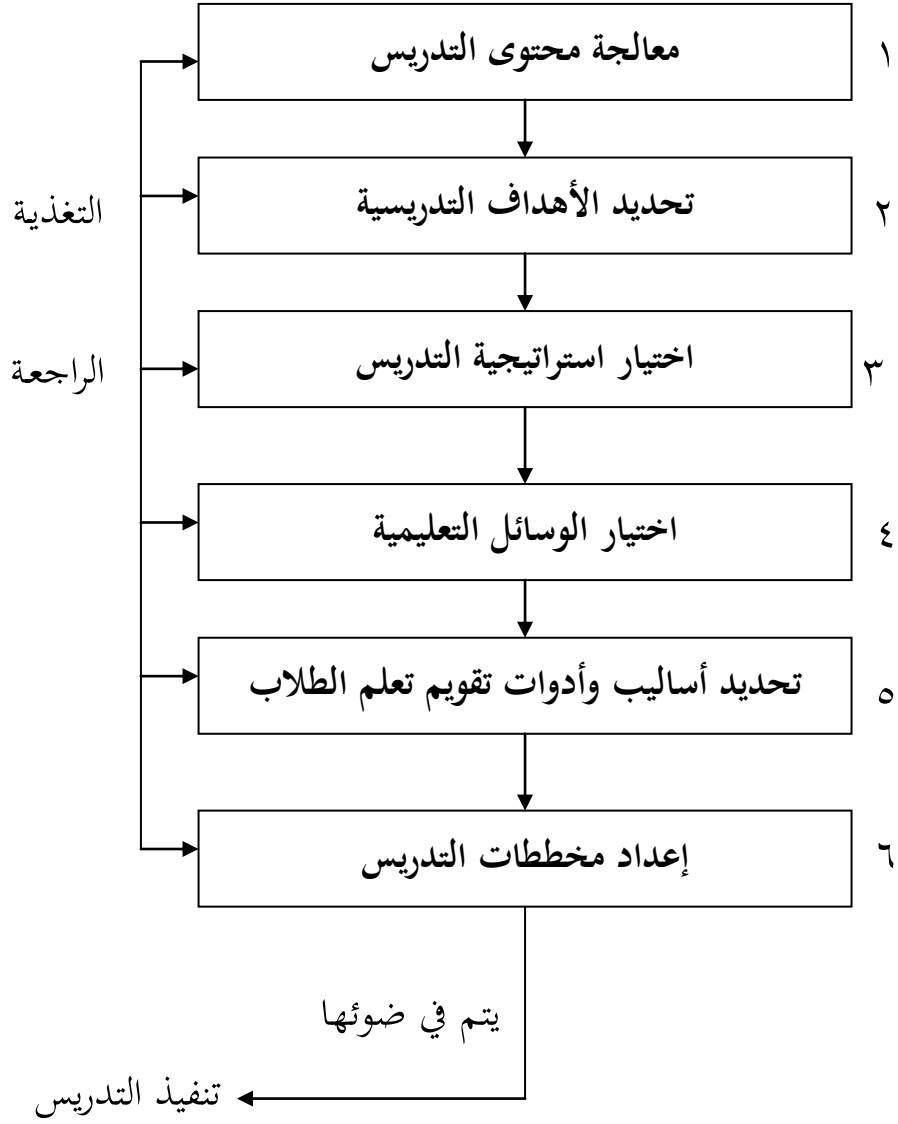 ١ معالجة محتوى التدريس
٢ تحديد الأهداف التدريسية
التغذية
٣ اختيار استراتيجية التدريس
الراجعة
٤ اختيار الوسائل التعليمية
٥ تحديد أساليب وأدوات تقويم تعلم الطلاب
٦ إعداد مخططات التدريس
يتم في ضوئها
تنفيذ التدريس